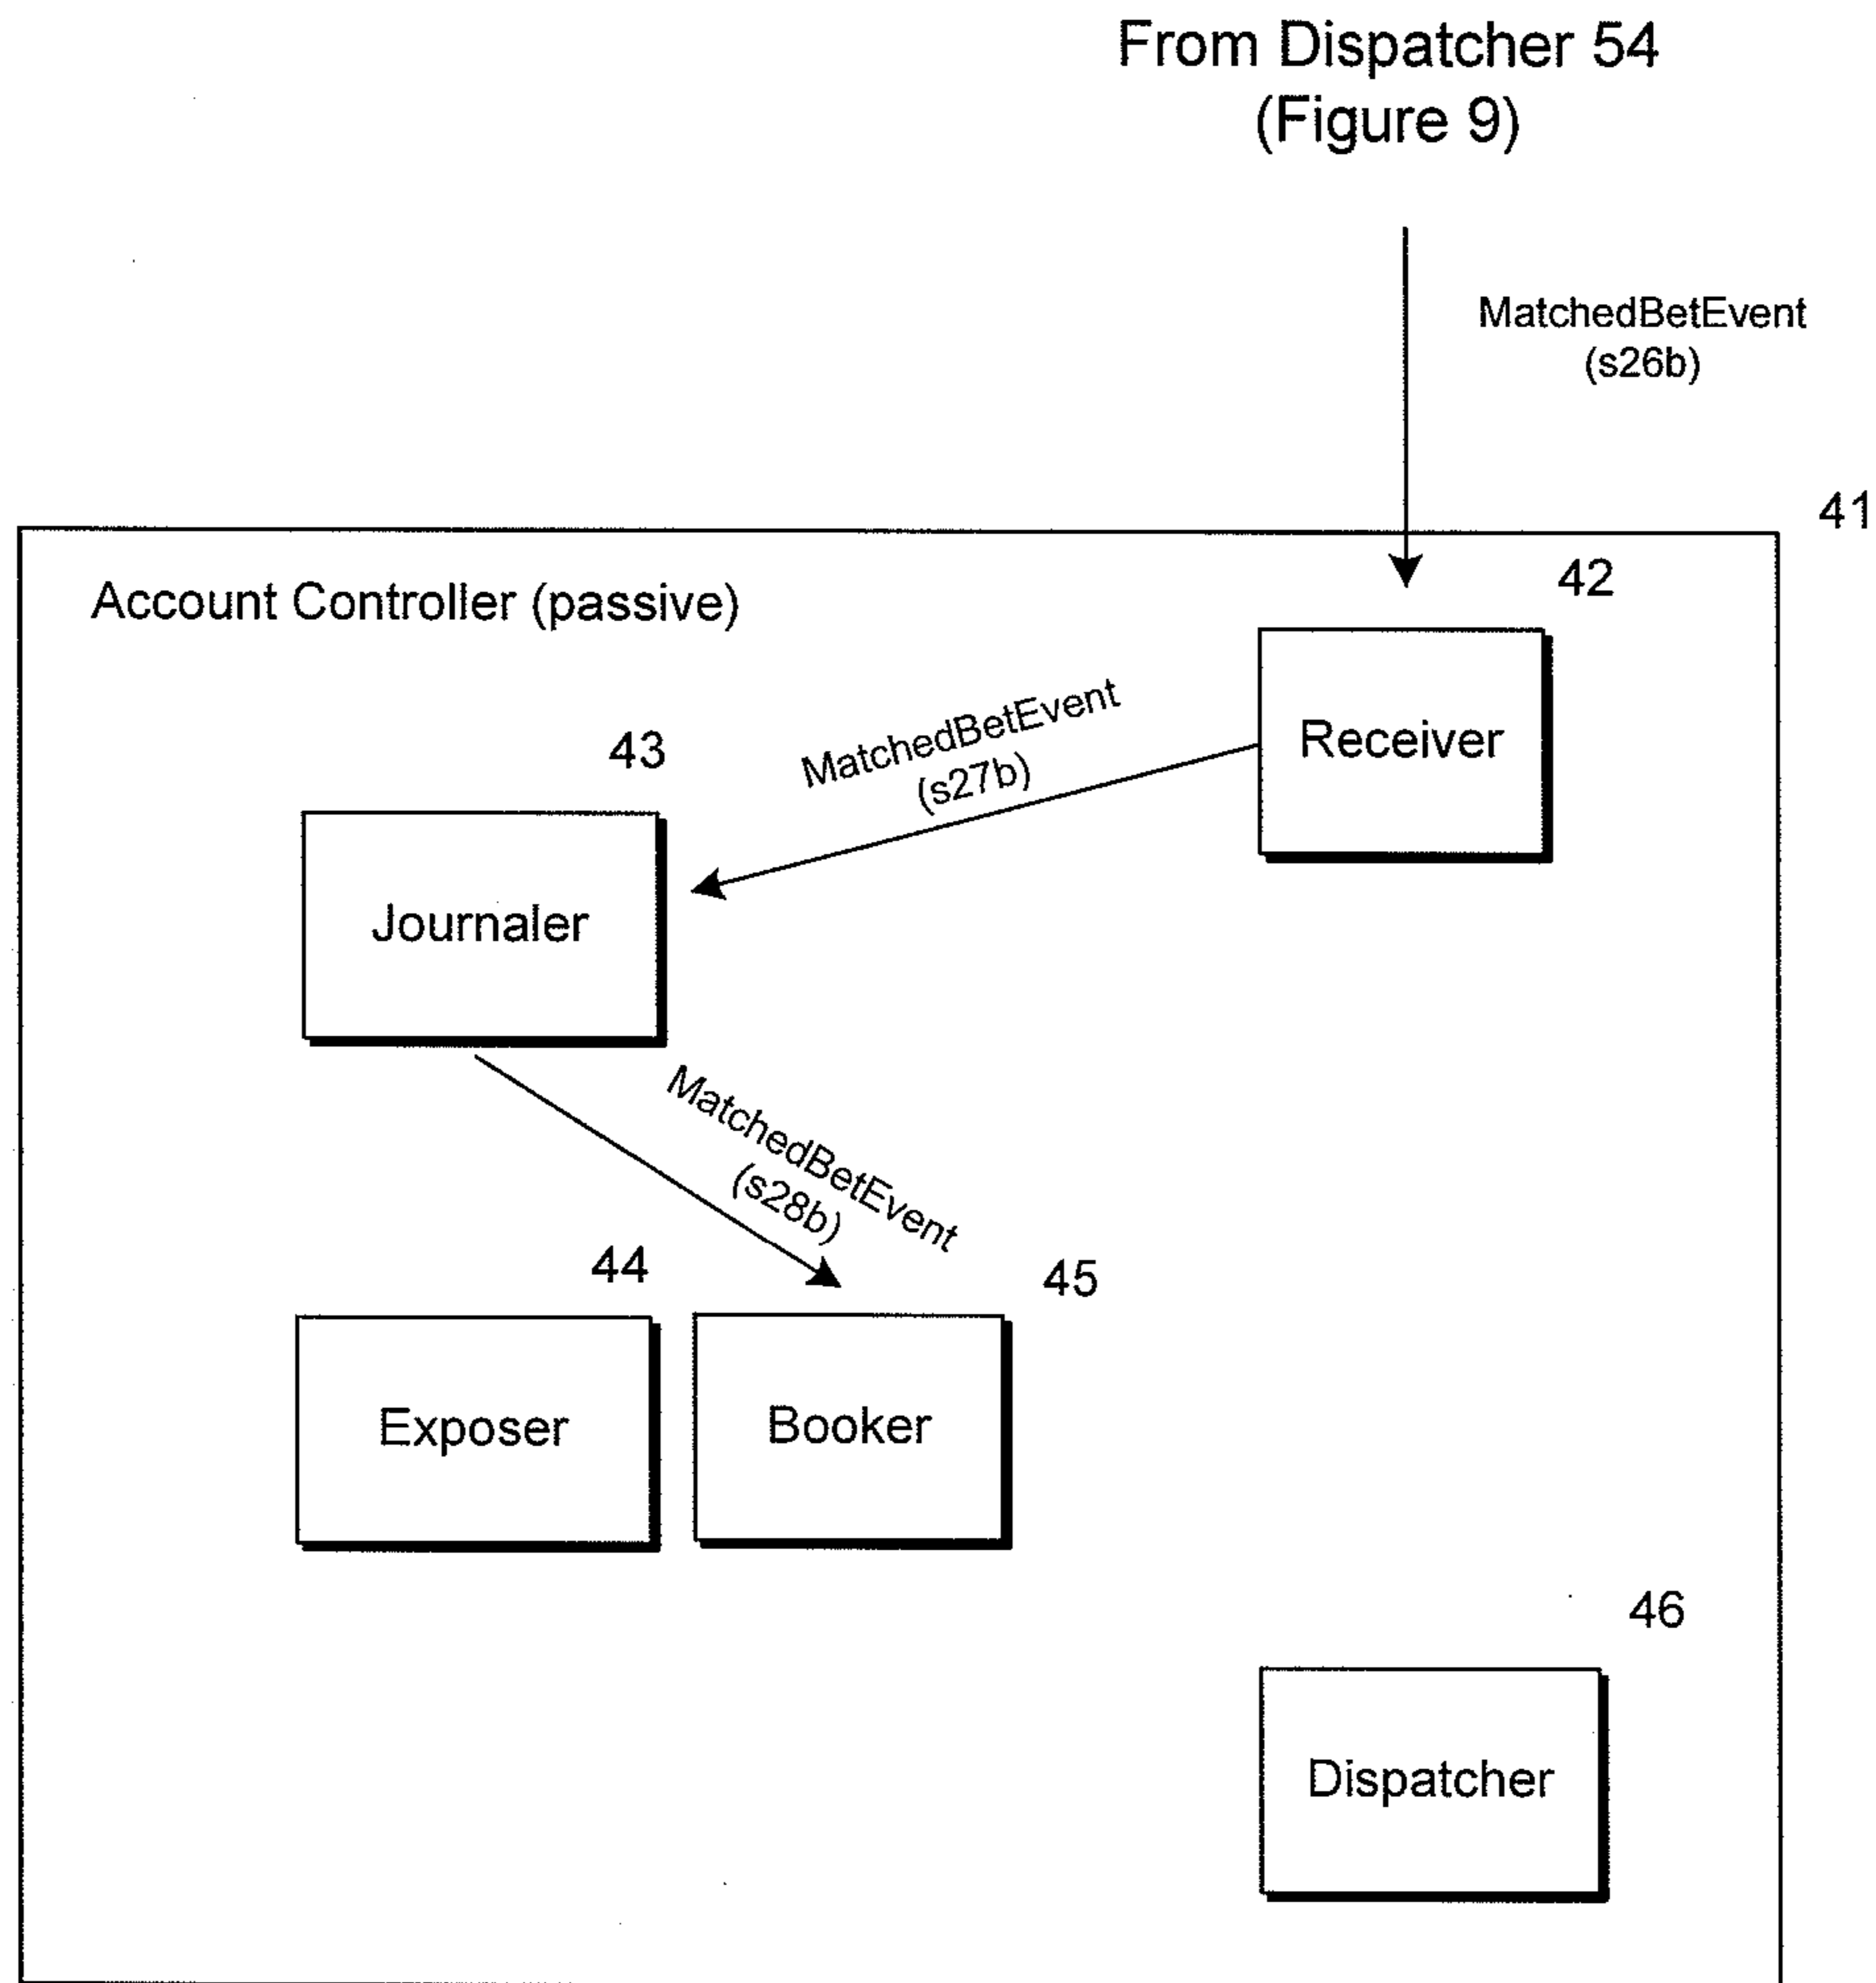 From Dispatcher 54
(Figure 9)
MatchedBetEvent
(s26b)
41
Account Controller (passive)
42
Receiver
MatchedBetEvent
(s27b)
43
Journaler
MatchedBetEvent
(s28b)
44
45
Exposer
Booker
46
Dispatcher